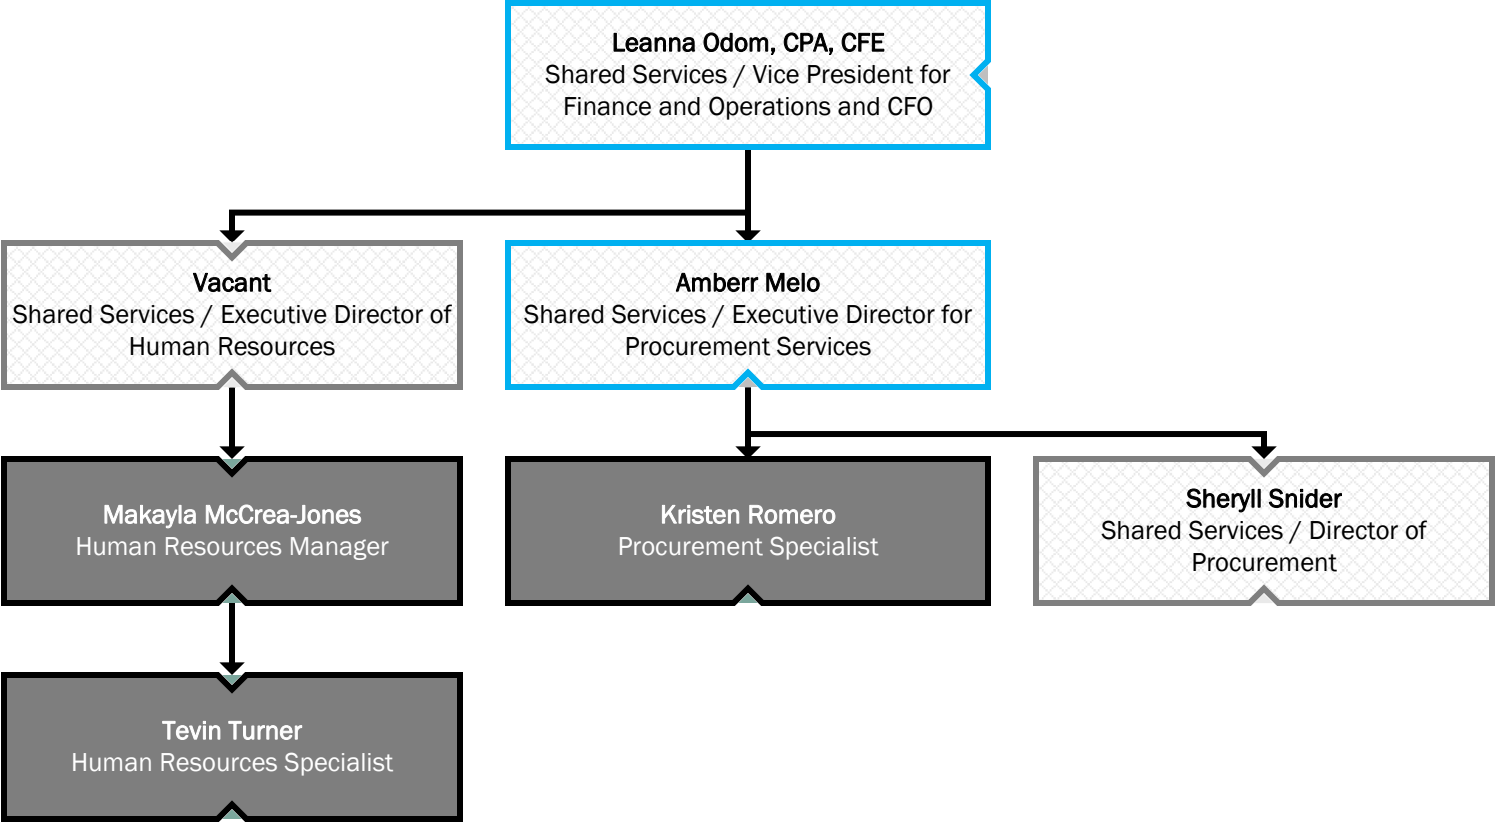 Leanna Odom, CPA, CFE
Shared Services / Vice President for
Finance and Operations and CFO
Vacant
Shared Services / Executive Director of
Human Resources
Amberr Melo
Shared Services / Executive Director for
Procurement Services
Makayla McCrea-Jones
Human Resources Manager
Kristen Romero
Procurement Specialist
Sheryll Snider
Shared Services / Director of
Procurement
Tevin Turner
Human Resources Specialist